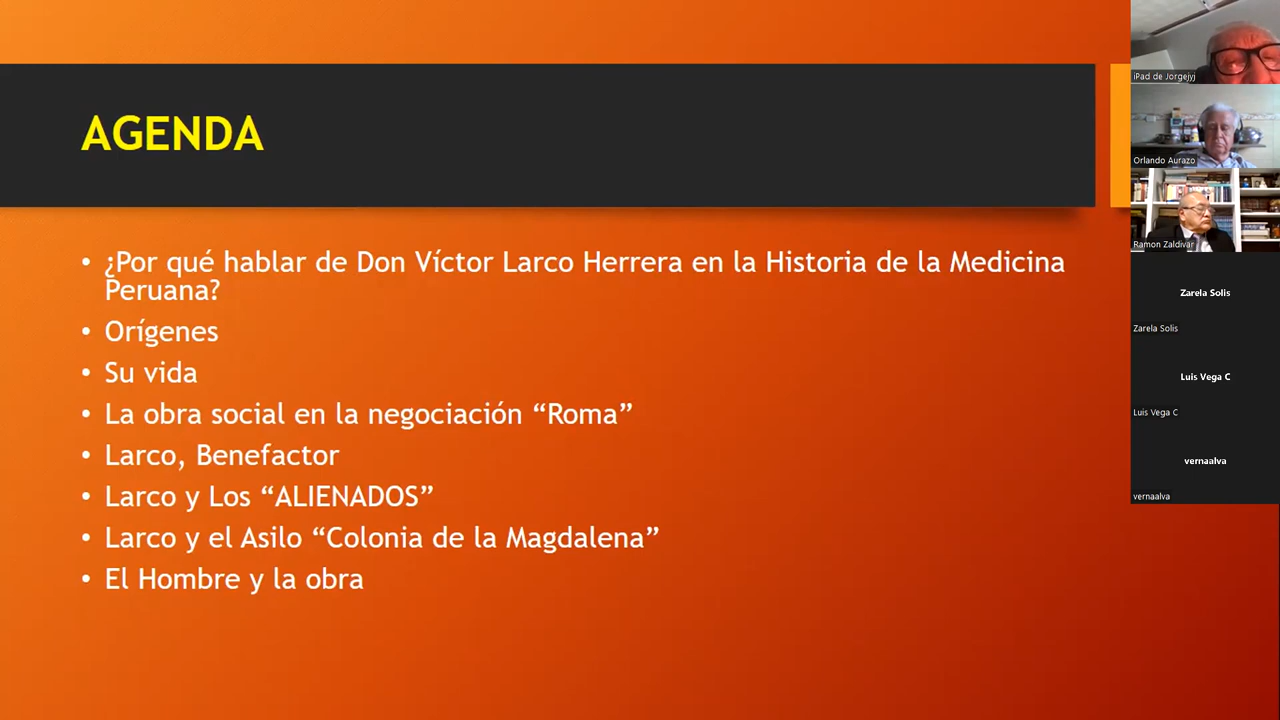 AGENDA
• ¿Por qué hablar de Don Víctor Larco Herrera en la Historia de la Medicina
Peruana?
• Orígenes
• Su vida
• La obra social en la negociación “Roma”
• Larco, Benefactor
• Larco y Los “ALIENADOS”
• Larco y el Asilo “Colonia de la Magdalena”
• El Hombre y la obra
iPad de Jorgejyj
Orlando Aurazo
Ramon Zaldivar
Zarela Solis
Zarela Solis
Luis Vega C
Luis Vega C
vernaalva
vernaalva